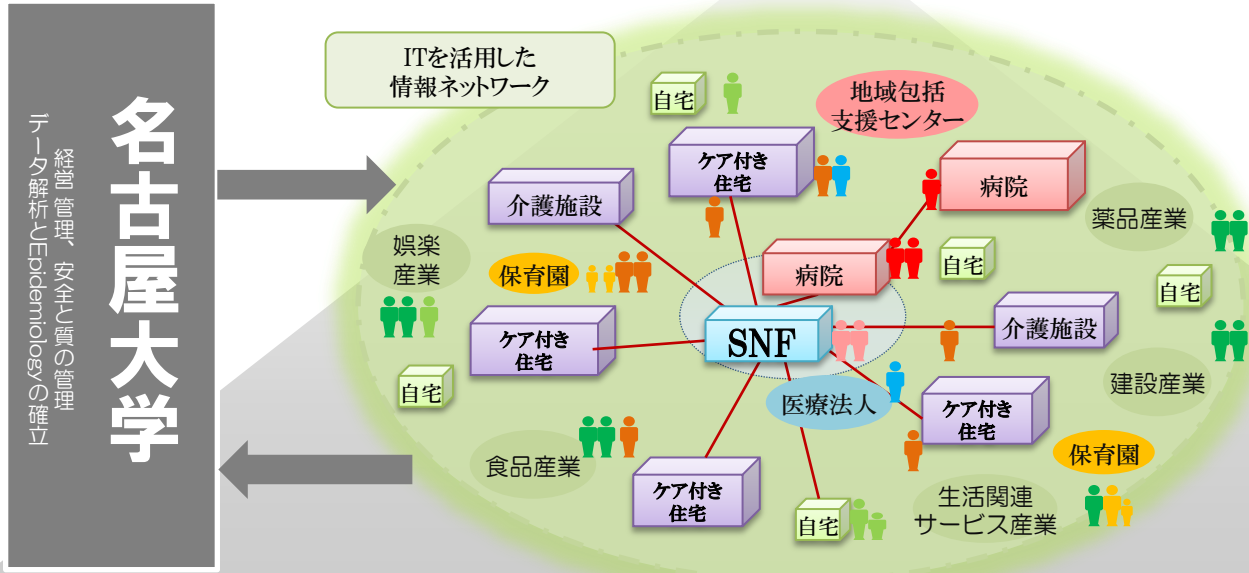 名古屋大学
経営管理、安全と質の管理
データ解析とEpidemiologyの確立
ITを活用した
情報ネットワーク
自宅
地域包括
支援センター
ケア付き
住宅
病院
介護施設
薬品産業
娯楽
産業
保育園
病院
自宅
自宅
ケア付き
住宅
SNF
介護施設
自宅
医療法人
建設産業
ケア付き
住宅
食品産業
保育園
ケア付き
住宅
自宅
生活関連
サービス産業